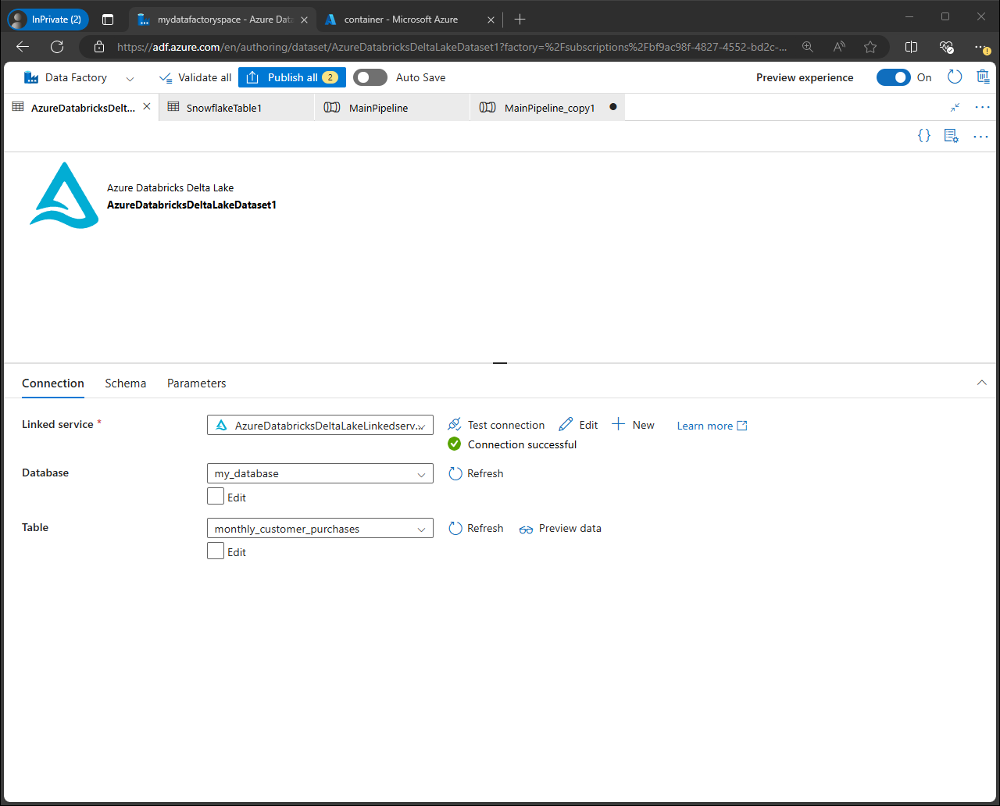 InPrivate (2)
mydatafactoryspace - Azure Data
container - Microsoft Azure
https://adf.azure.com/en/authoring/dataset/AzureDatabricksDeltaLakeDataset1?factory=%2Fsubscriptions%2Fbf9ac98f-4827-4552-bd2c-...
Data Factory
Validate all
Publish all 2
Auto Save
Preview experience
On
AzureDatabricksDelt...
SnowflakeTable1
MainPipeline
MainPipeline_copy1
{}
Azure Databricks Delta Lake
AzureDatabricksDeltaLakeDataset1
Connection Schema Parameters
Linked service *
AzureDatabricksDeltaLakeLinkedserv...
Test connection
Edit
New
Learn more
Connection successful
Database
my_database
Refresh
Edit
Table
monthly_customer_purchases
Refresh
Preview data
Edit